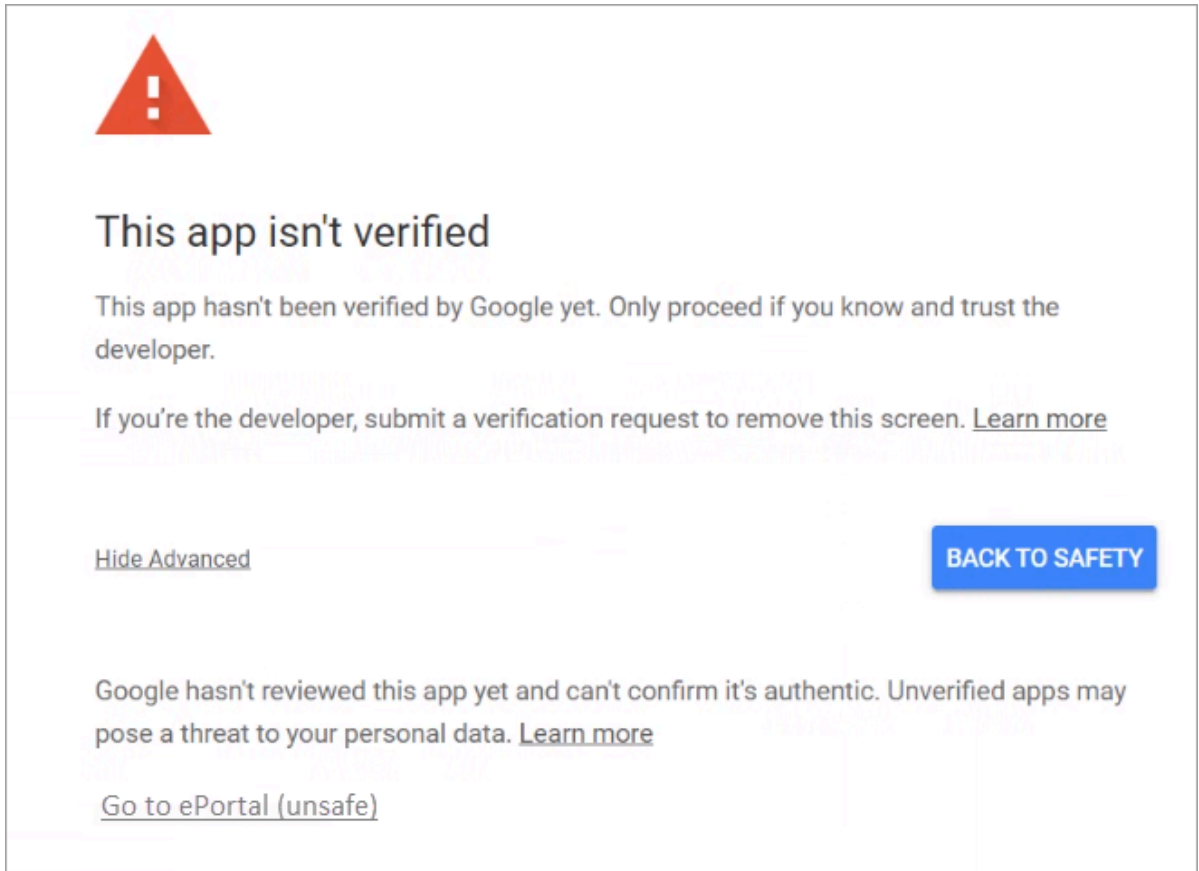 This app isn't verified
This app hasn't been verified by Google yet. Only proceed if you know and trust the
developer.
If you’re the developer, submit a verification request to remove this screen. Learn more
Hide Advanced
BACK TO SAFETY
Google hasn't reviewed this app yet and can't confirm it's authentic. Unverified apps may
pose a threat to your personal data. Learn more
Go to ePortal (unsafe)